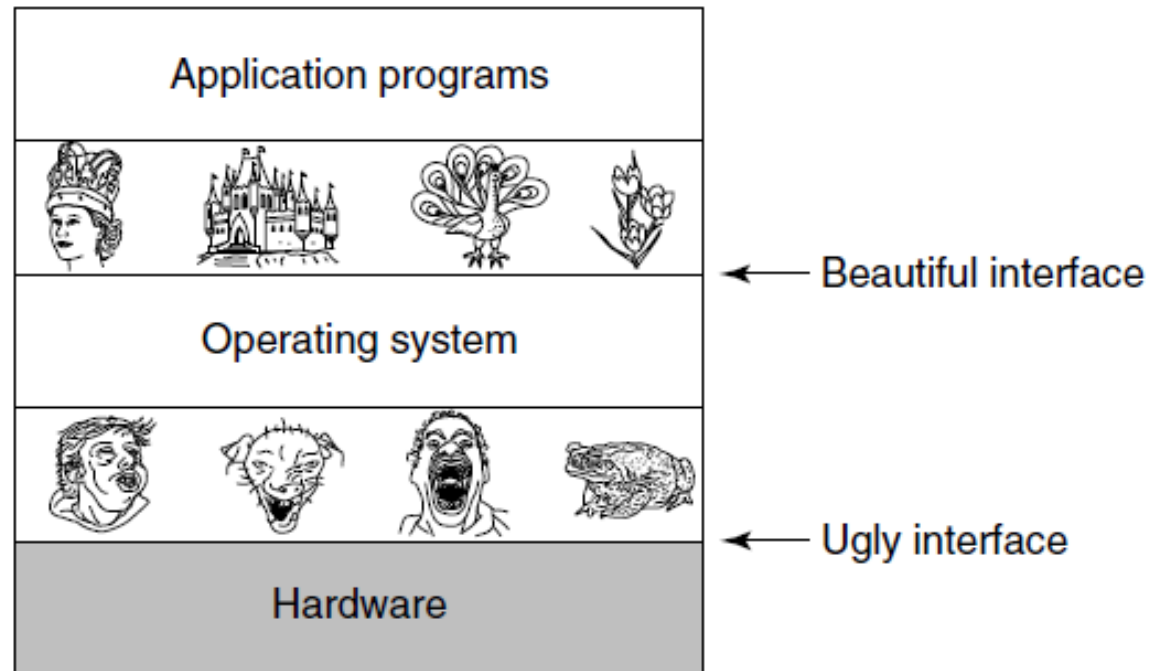 Application programs
Beautiful interface
Operating system
Ugly interface
Hardware